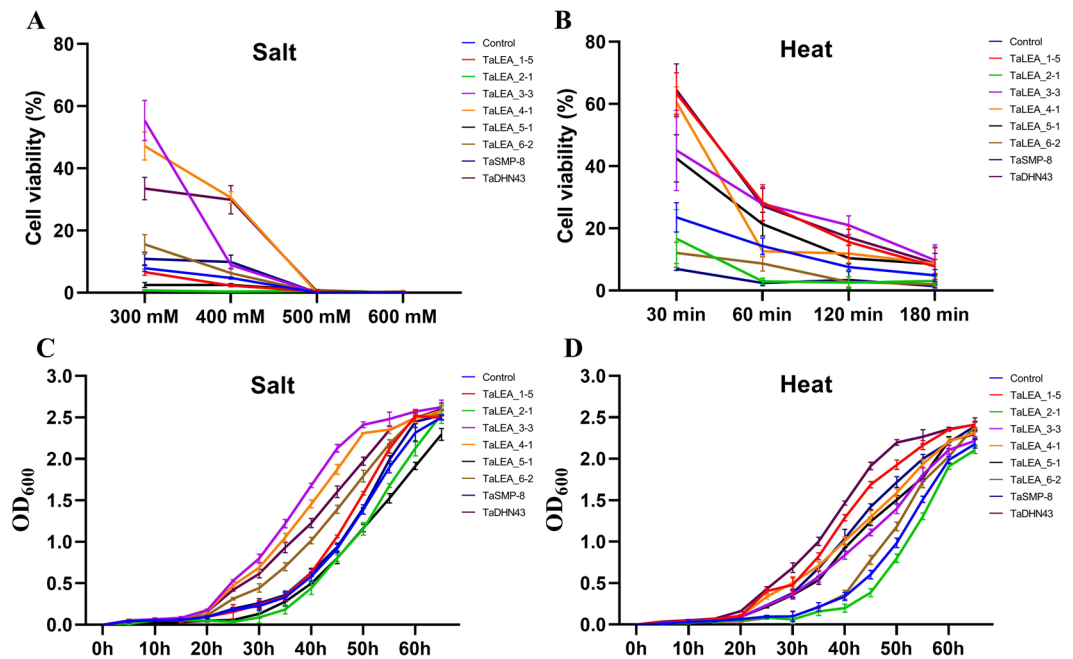 A
Salt
Cell viability (%)
80
60
40
20
0
300 mM 400 mM 500 mM 600 mM
Control
TaLEA_1-5
TaLEA_2-1
TaLEA_3-3
TaLEA_4-1
TaLEA_5-1
TaLEA_6-2
TaSMP-8
TaDHN43
B
Heat
Cell viability (%)
80
60
40
20
0
30 min 60 min 120 min 180 min
Control
TaLEA_1-5
TaLEA_2-1
TaLEA_3-3
TaLEA_4-1
TaLEA_5-1
TaLEA_6-2
TaSMP-8
TaDHN43
C
Salt
OD600
3.0
2.5
2.0
1.5
1.0
0.5
0.0
0h 10h 20h 30h 40h 50h 60h
Control
TaLEA_1-5
TaLEA_2-1
TaLEA_3-3
TaLEA_4-1
TaLEA_5-1
TaLEA_6-2
TaSMP-8
TaDHN43
D
Heat
OD600
3.0
2.5
2.0
1.5
1.0
0.5
0.0
0h 10h 20h 30h 40h 50h 60h
Control
TaLEA_1-5
TaLEA_2-1
TaLEA_3-3
TaLEA_4-1
TaLEA_5-1
TaLEA_6-2
TaSMP-8
TaDHN43